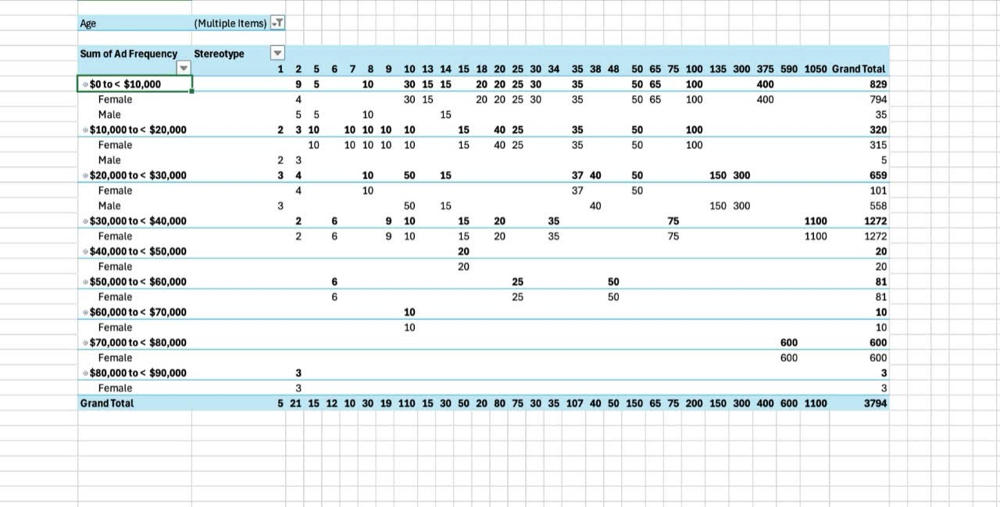 Age (Multiple Items)
Sum of Ad Frequency Stereotype
1 2 5 6 7 8 9 10 13 14 15 18 20 25 30 34 35 38 48 50 65 75 100 135 300 375 590 1050 Grand Total
$0 to < $10,000 9 5 10 30 15 15 20 20 25 30 35 50 65 100 400 829
Female 4 30 15 20 20 25 30 35 50 65 100 400 794
Male 5 5 10 15 35
$10,000 to < $20,000 2 3 10 10 10 10 10 15 40 25 35 50 100 320
Female 10 10 10 10 10 15 40 25 35 50 100 315
Male 2 3 5
$20,000 to < $30,000 3 4 10 50 15 37 40 50 150 300 659
Female 4 10 37 50 101
Male 3 50 15 40 150 300 558
$30,000 to < $40,000 2 6 9 10 15 20 35 75 1100 1272
Female 2 6 9 10 15 20 35 75 1100 1272
$40,000 to < $50,000 20 20
Female 20 20
$50,000 to < $60,000 6 25 50 81
Female 6 25 50 81
$60,000 to < $70,000 10 10
Female 10 10
$70,000 to < $80,000 600 600
Female 600 600
$80,000 to < $90,000 3 3
Female 3 3
Grand Total 5 21 15 12 10 30 19 110 15 30 50 20 80 75 30 35 107 40 50 150 65 75 200 150 300 400 600 1100 3794